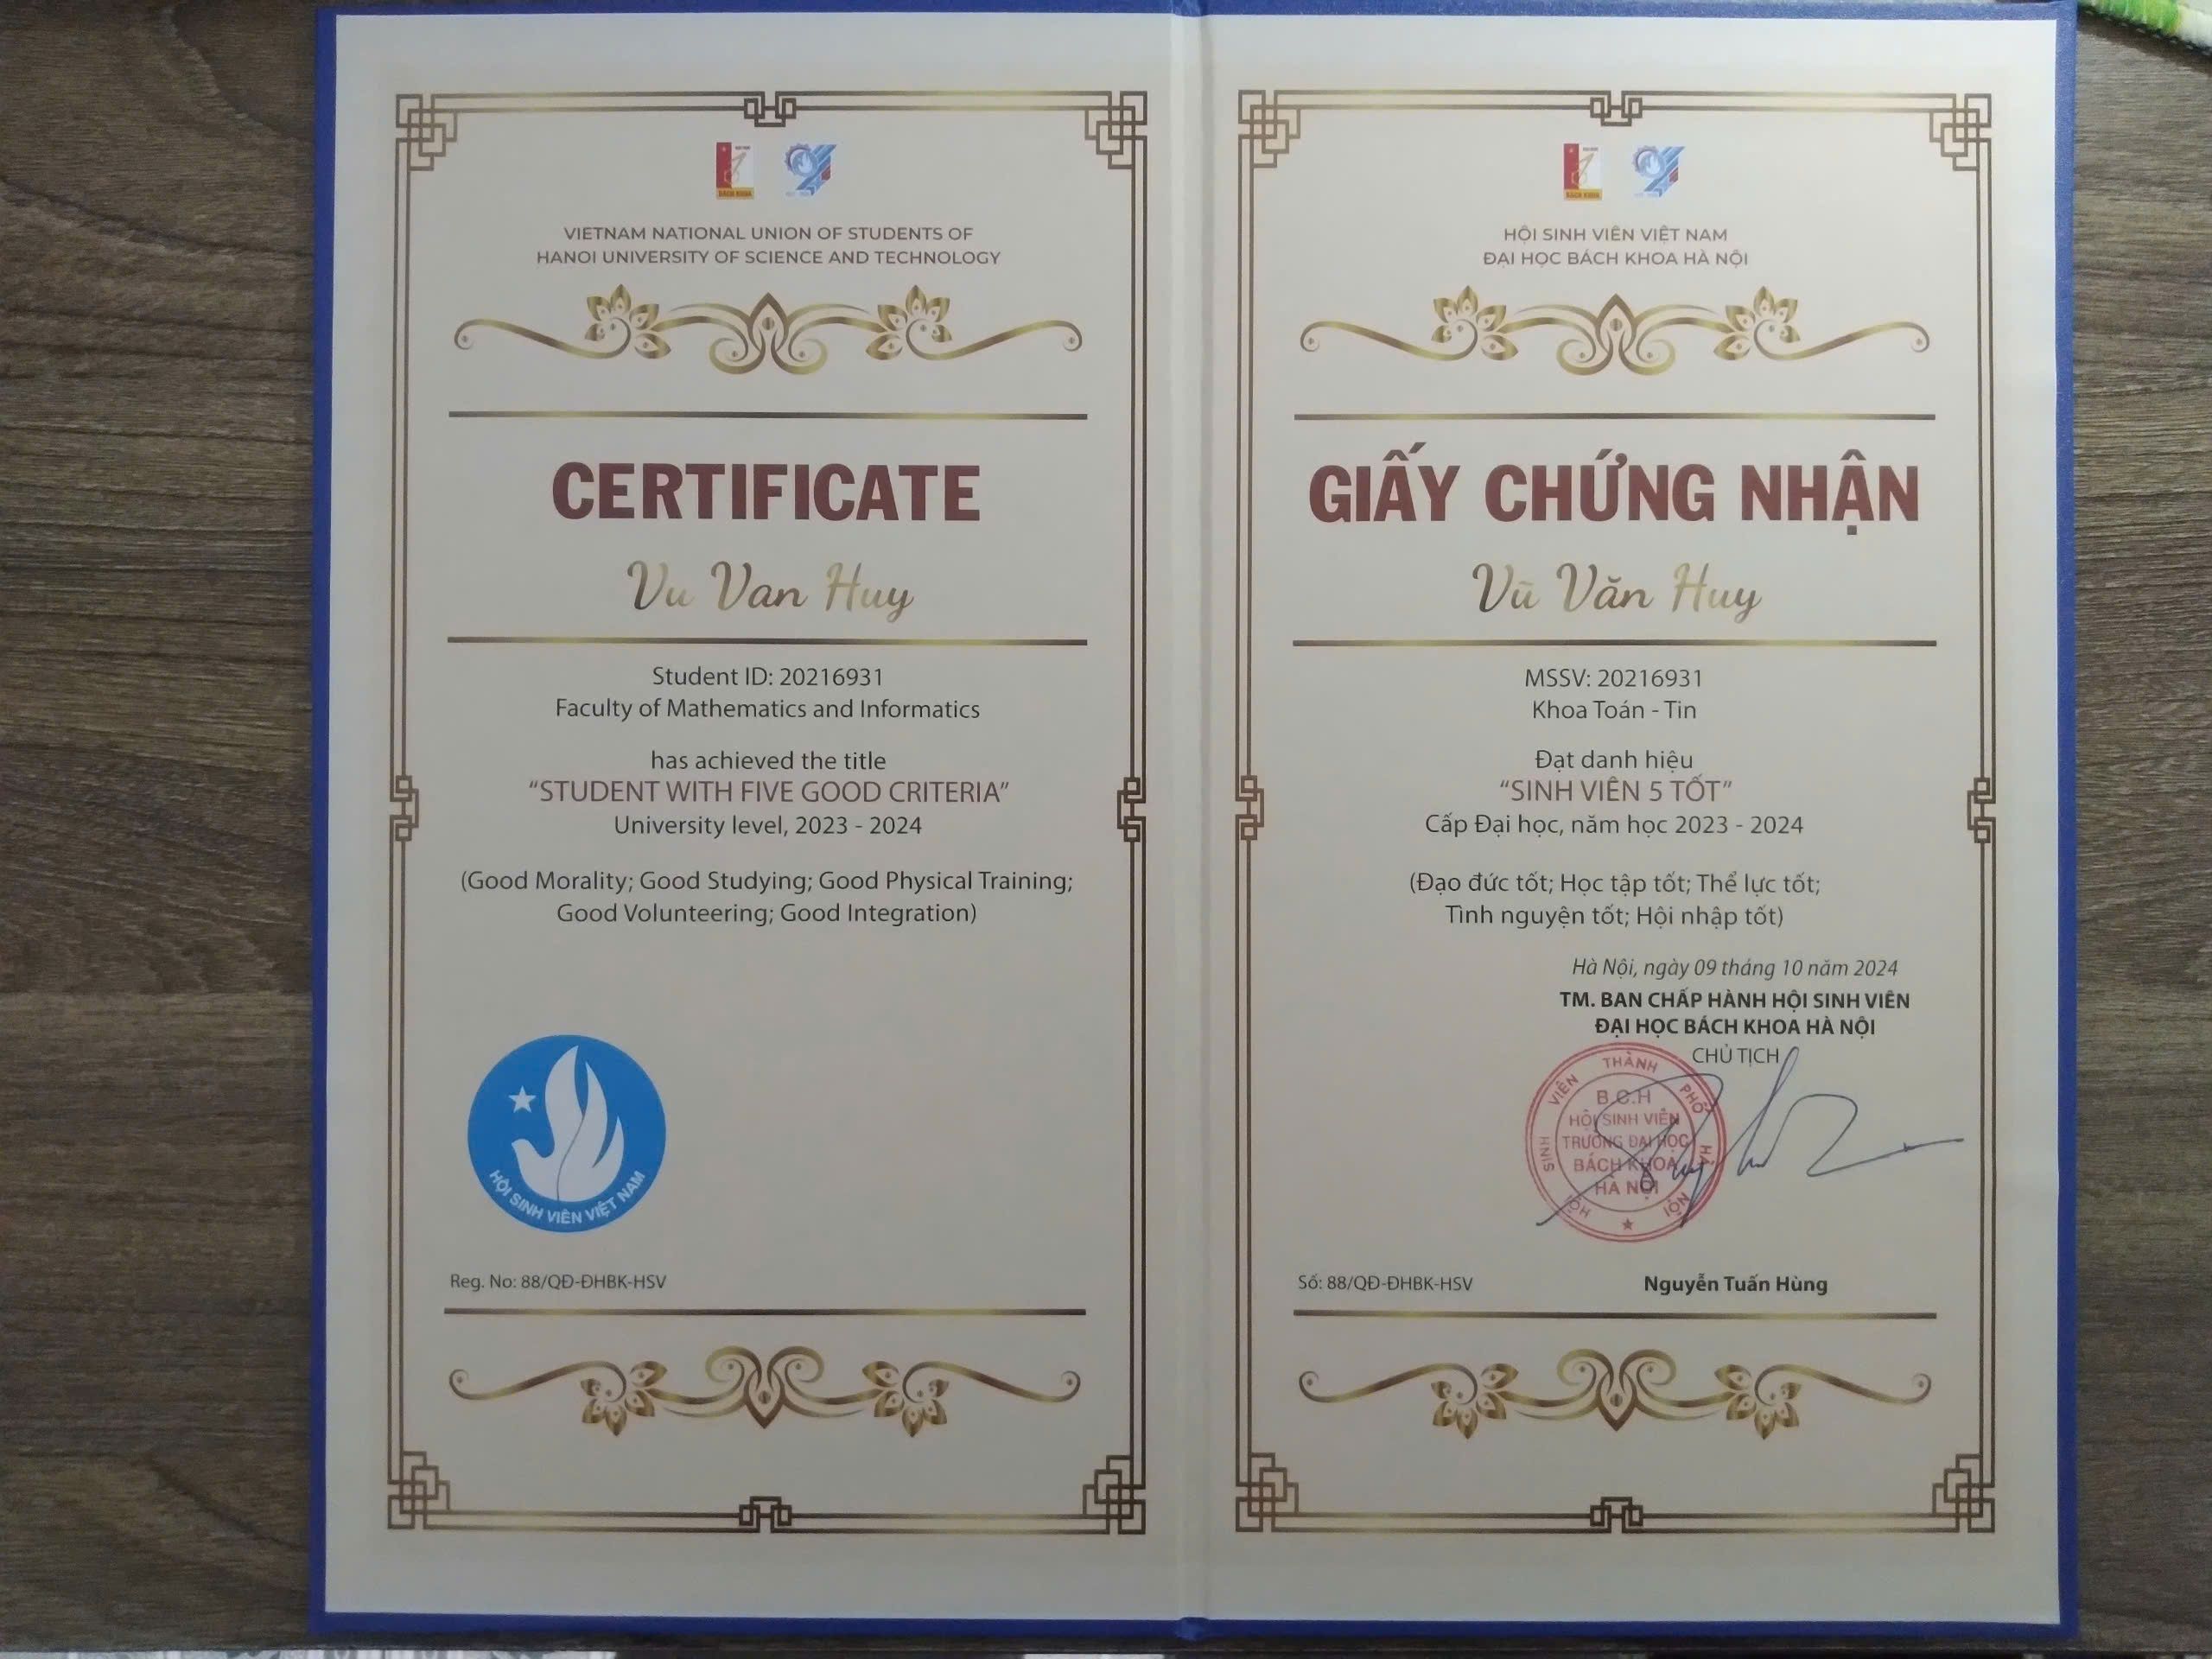 BÁCH KHOA
VIETNAM NATIONAL UNION OF STUDENTS OF
HANOI UNIVERSITY OF SCIENCE AND TECHNOLOGY
CERTIFICATE
Vu Van Huy
Student ID: 20216931
Faculty of Mathematics and Informatics
has achieved the title
“STUDENT WITH FIVE GOOD CRITERIA”
University level, 2023 - 2024
(Good Morality; Good Studying; Good Physical Training;
Good Volunteering; Good Integration)
HỘI SINH VIÊN VIỆT NAM
Reg. No: 88/QĐ-ĐHBK-HSV
BÁCH KHOA
HỘI SINH VIÊN VIỆT NAM
ĐẠI HỌC BÁCH KHOA HÀ NỘI
GIẤY CHỨNG NHẬN
Vũ Văn Huy
MSSV: 20216931
Khoa Toán - Tin
Đạt danh hiệu
“SINH VIÊN 5 TỐT”
Cấp Đại học, năm học 2023 - 2024
(Đạo đức tốt; Học tập tốt; Thể lực tốt;
Tình nguyện tốt; Hội nhập tốt)
Hà Nội, ngày 09 tháng 10 năm 2024
TM. BAN CHẤP HÀNH HỘI SINH VIÊN
ĐẠI HỌC BÁCH KHOA HÀ NỘI
CHỦ TỊCH
HỘI SINH VIÊN THÀNH PHỐ HÀ NỘI
B.C.H
HỘI SINH VIÊN
TRƯỜNG ĐẠI HỌC
BÁCH KHOA
HÀ NỘI
Số: 88/QĐ-ĐHBK-HSV
Nguyễn Tuấn Hùng